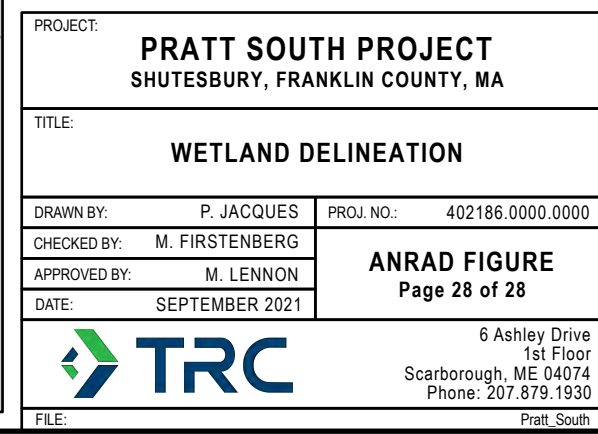 PROJECT:
PRATT SOUTH PROJECT
SHUTESBURY, FRANKLIN COUNTY, MA
TITLE:
WETLAND DELINEATION
DRAWN BY: P. JACQUES PROJ. NO.: 402186.0000.0000
CHECKED BY: M. FIRSTENBERG
APPROVED BY: M. LENNON
DATE: SEPTEMBER 2021
ANRAD FIGURE
Page 28 of 28
TRC
6 Ashley Drive
1st Floor
Scarborough, ME 04074
Phone: 207.879.1930
FILE: Pratt_South